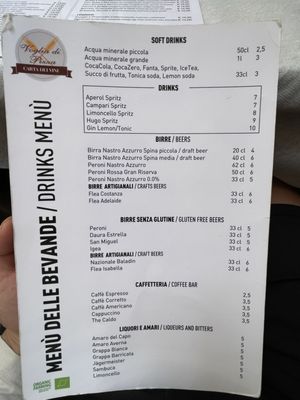 Voglia di Pizza
CARTA DEI VINI
MENÙ DELLE BEVANDE / DRINKS MENÙ
SOFT DRINKS
Acqua minerale piccola 50cl 2,5
Acqua minerale grande 1l 3
CocaCola, CocaZero, Fanta, Sprite, IceTea,
Succo di frutta, Tonica soda, Lemon soda 33cl 3
DRINKS
Aperol Spritz 7
Campari Spritz 7
Limoncello Spritz 8
Hugo Spritz 9
Gin Lemon/Tonic 10
BIRRE / BEERS
Birra Nastro Azzurro Spina piccola / draft beer 20 cl 4
Birra Nastro Azzurro Spina media / draft beer 40 cl 6
Peroni Nastro Azzurro 62 cl 6
Peroni Rossa Gran Riserva 50 cl 6
Peroni Nastro Azzurro 0.0% 33 cl 5
BIRRE ARTIGIANALI / CRAFTS BEERS
Flea Costanza 33 cl 6
Flea Adelaide 33 cl 6
BIRRE SENZA GLUTINE / GLUTEN FREE BEERS
Peroni 33 cl 5
Daura Estrella 33 cl 5
San Miguel 33 cl 5
Igea 33 cl 6
BIRRE ARTIGIANALI / CRAFT BEERS
Nazionale Baladin 33 cl 6
Flea Isabella 33 cl 6
CAFFETTERIA / COFFEE BAR
Caffè Espresso 2,5
Caffè Corretto 3,5
Caffè Americano 3,5
Cappuccino 3,5
The Caldo 3,5
LIQUORI E AMARI / LIQUEURS AND BITTERS
Amaro del Capo 5
Amaro Averna 5
Grappa Bianca 5
Grappa Barricata 5
Jägermeister 5
Sambuca 5
Limoncello 5
ORGANIC